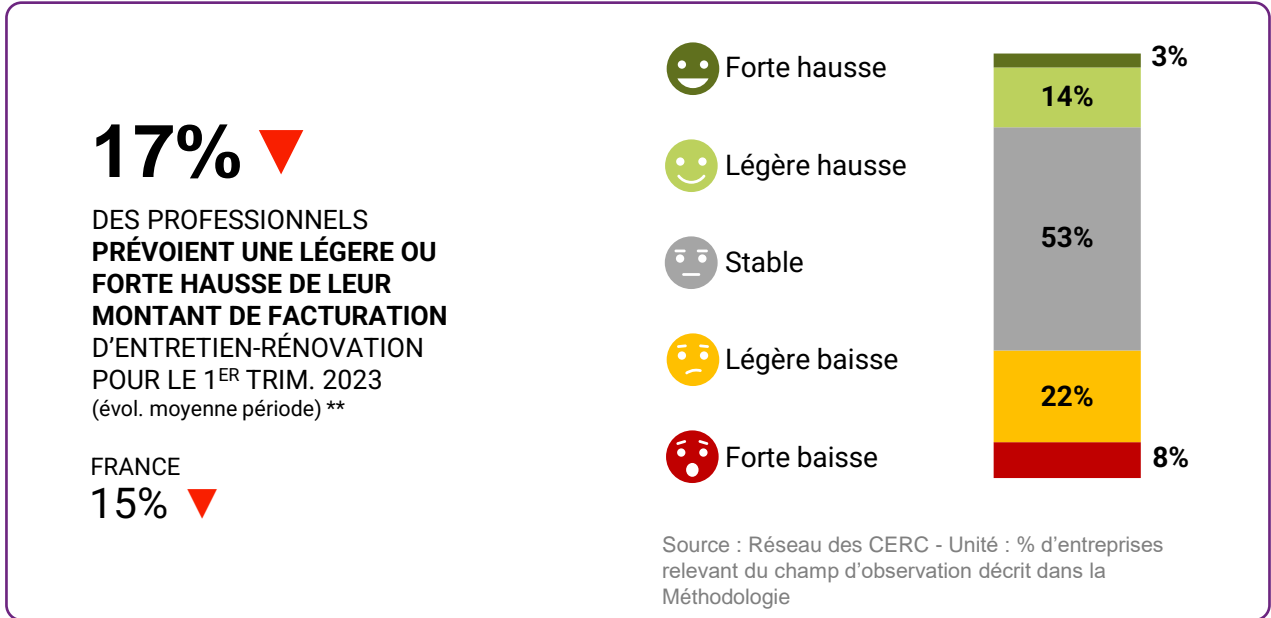 17%
DES PROFESSIONNELS
PRÉVOIENT UNE LÉGERE OU
FORTE HAUSSE DE LEUR
MONTANT DE FACTURATION
D'ENTRETIEN-RÉNOVATION
POUR LE 1ER TRIM. 2023
(évol. moyenne période) **
FRANCE
15%
Forte hausse
Légère hausse
Stable
Légère baisse
Forte baisse
3%
14%
53%
22%
8%
Source : Réseau des CERC - Unité : % d'entreprises
relevant du champ d'observation décrit dans la
Méthodologie